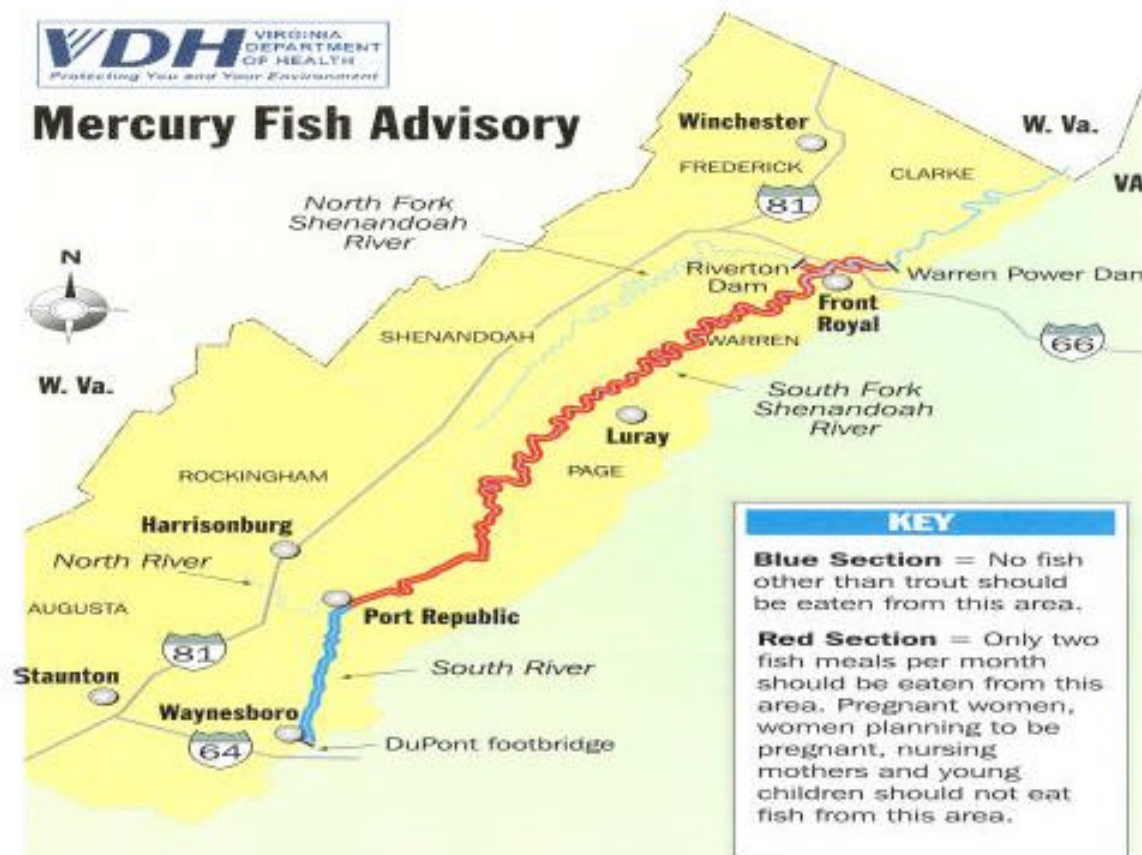 VDH VIRGINIA
DEPARTMENT
OF HEALTH
Protecting You and Your Environment
Mercury Fish Advisory
Winchester
W. Va.
FREDERICK
CLARKE
VA
81
North Fork
Shenandoah
River
N
Riverton
Dam
Warren Power Dam
Front
Royal
SHENANDOAH
WARREN
66
W. Va.
South Fork
Shenandoah
River
Luray
ROCKINGHAM
PAGE
Harrisonburg
North River
AUGUSTA
Port Republic
81
South River
Staunton
Waynesboro
64
DuPont footbridge
KEY
Blue Section = No fish
other than trout should
be eaten from this area.
Red Section = Only two
fish meals per month
should be eaten from this
area. Pregnant women,
women planning to be
pregnant, nursing
mothers and young
children should not eat
fish from this area.